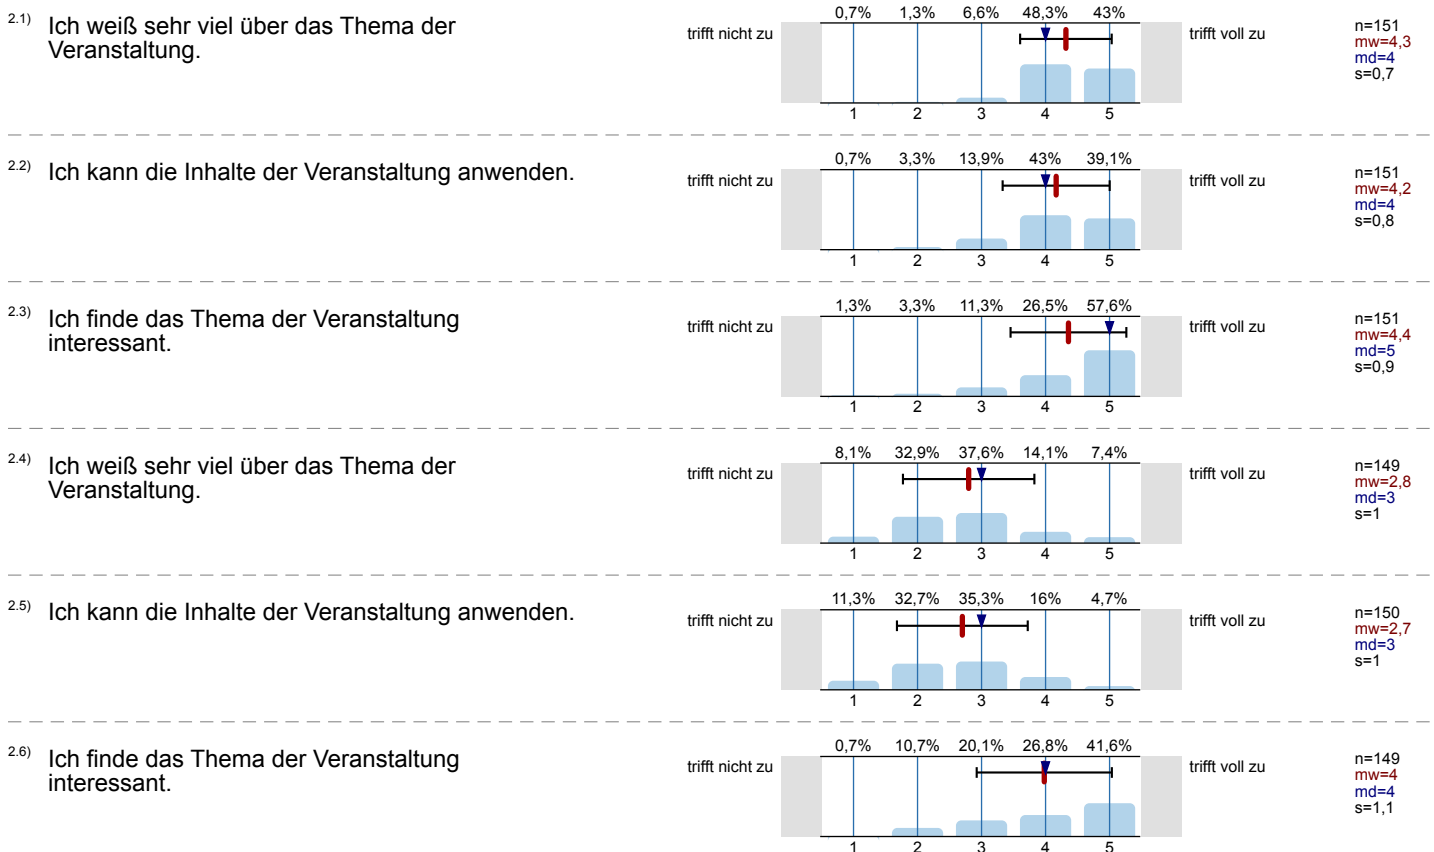 2.1) Ich weiß sehr viel über das Thema der
Veranstaltung.
trifft nicht zu
0,7% 1,3% 6,6% 48,3% 43%
1 2 3 4 5
trifft voll zu
n=151
mw=4,3
md=4
s=0,7
2.2) Ich kann die Inhalte der Veranstaltung anwenden.
trifft nicht zu
0,7% 3,3% 13,9% 43% 39,1%
1 2 3 4 5
trifft voll zu
n=151
mw=4,2
md=4
s=0,8
2.3) Ich finde das Thema der Veranstaltung
interessant.
trifft nicht zu
1,3% 3,3% 11,3% 26,5% 57,6%
1 2 3 4 5
trifft voll zu
n=151
mw=4,4
md=5
s=0,9
2.4) Ich weiß sehr viel über das Thema der
Veranstaltung.
trifft nicht zu
8,1% 32,9% 37,6% 14,1% 7,4%
1 2 3 4 5
trifft voll zu
n=149
mw=2,8
md=3
s=1
2.5) Ich kann die Inhalte der Veranstaltung anwenden.
trifft nicht zu
11,3% 32,7% 35,3% 16% 4,7%
1 2 3 4 5
trifft voll zu
n=150
mw=2,7
md=3
s=1
2.6) Ich finde das Thema der Veranstaltung
interessant.
trifft nicht zu
0,7% 10,7% 20,1% 26,8% 41,6%
1 2 3 4 5
trifft voll zu
n=149
mw=4
md=4
s=1,1